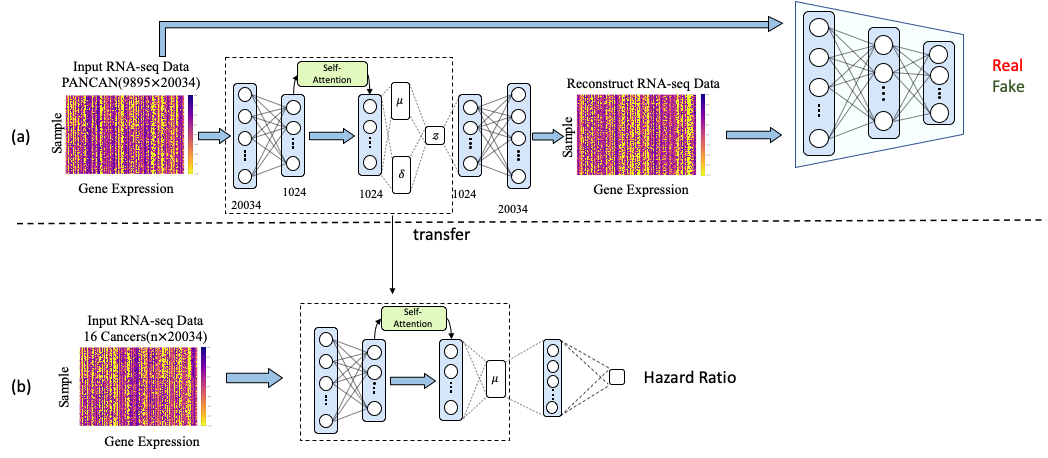 Input RNA-seq Data
PANCAN(9895×20034)
(a)
Sample
Gene Expression
Self-
Attention
μ
δ
z
20034
1024
1024
1024
20034
Reconstruct RNA-seq Data
Sample
Gene Expression
Real
Fake
transfer
Input RNA-seq Data
16 Cancers(n×20034)
(b)
Sample
Gene Expression
Self-
Attention
μ
Hazard Ratio